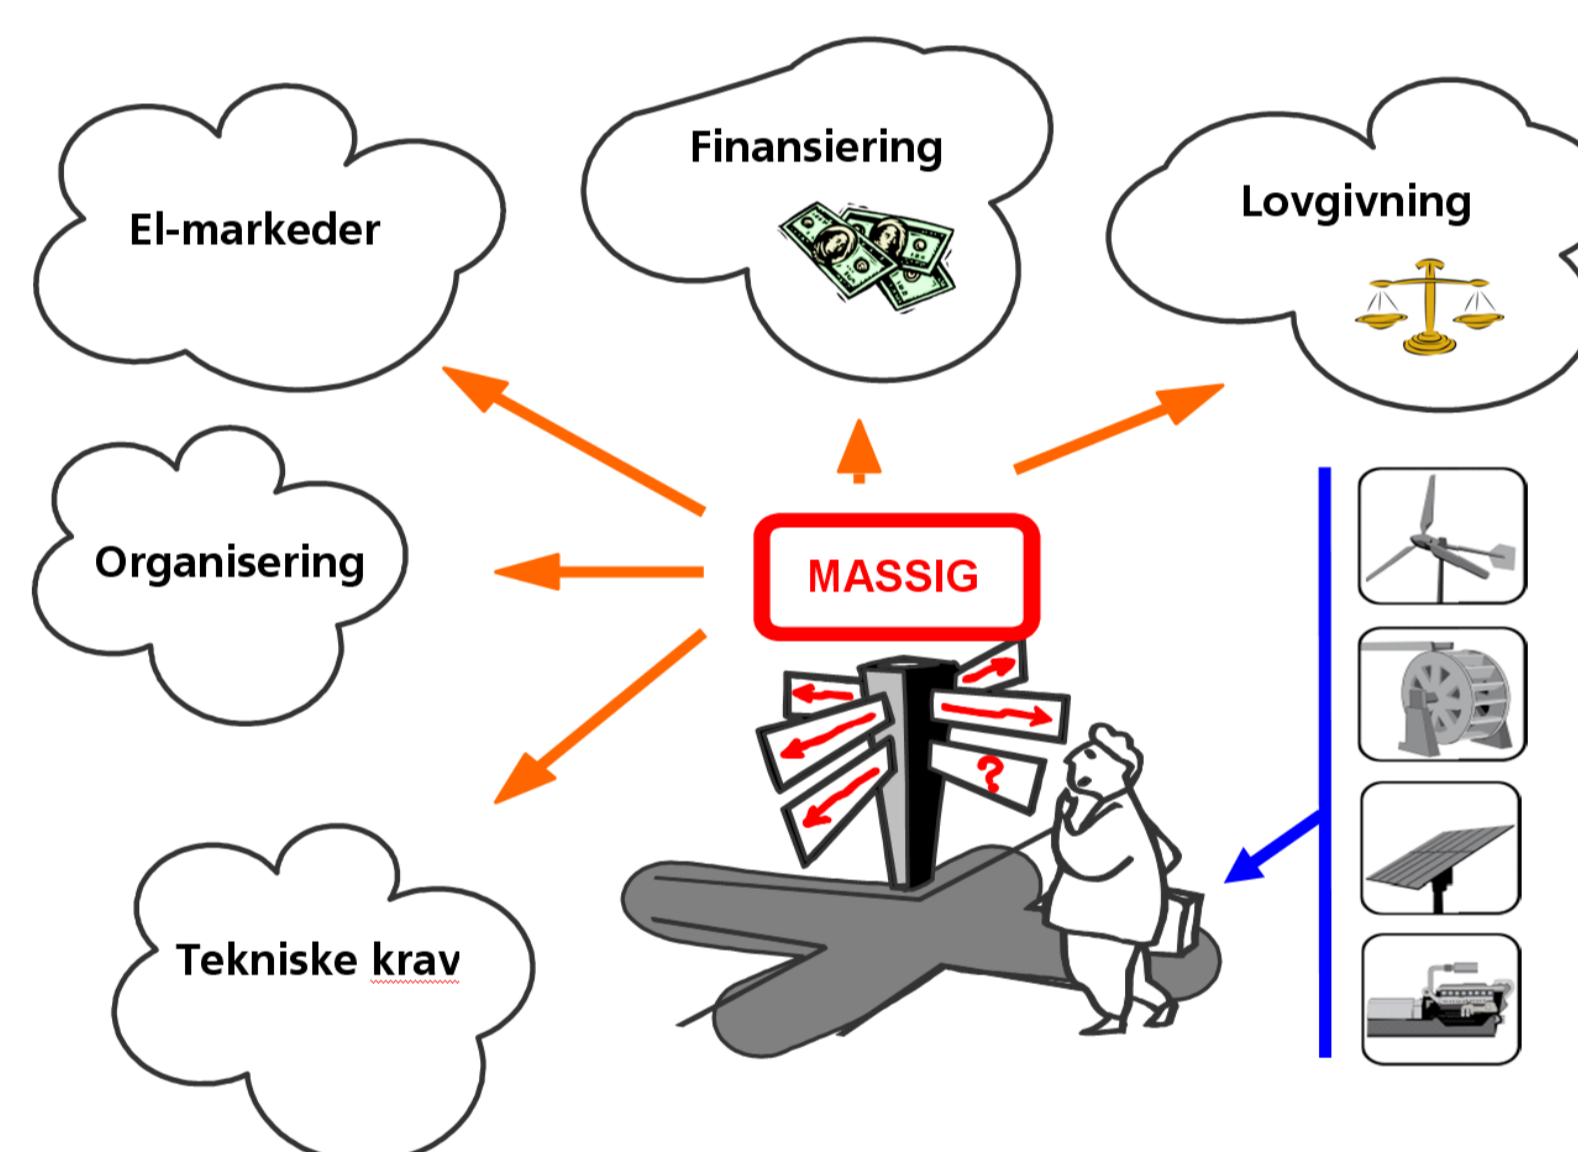 Finansiering
Lovgivning
El-markeder
Organisering
MASSIG
?
Tekniske krav